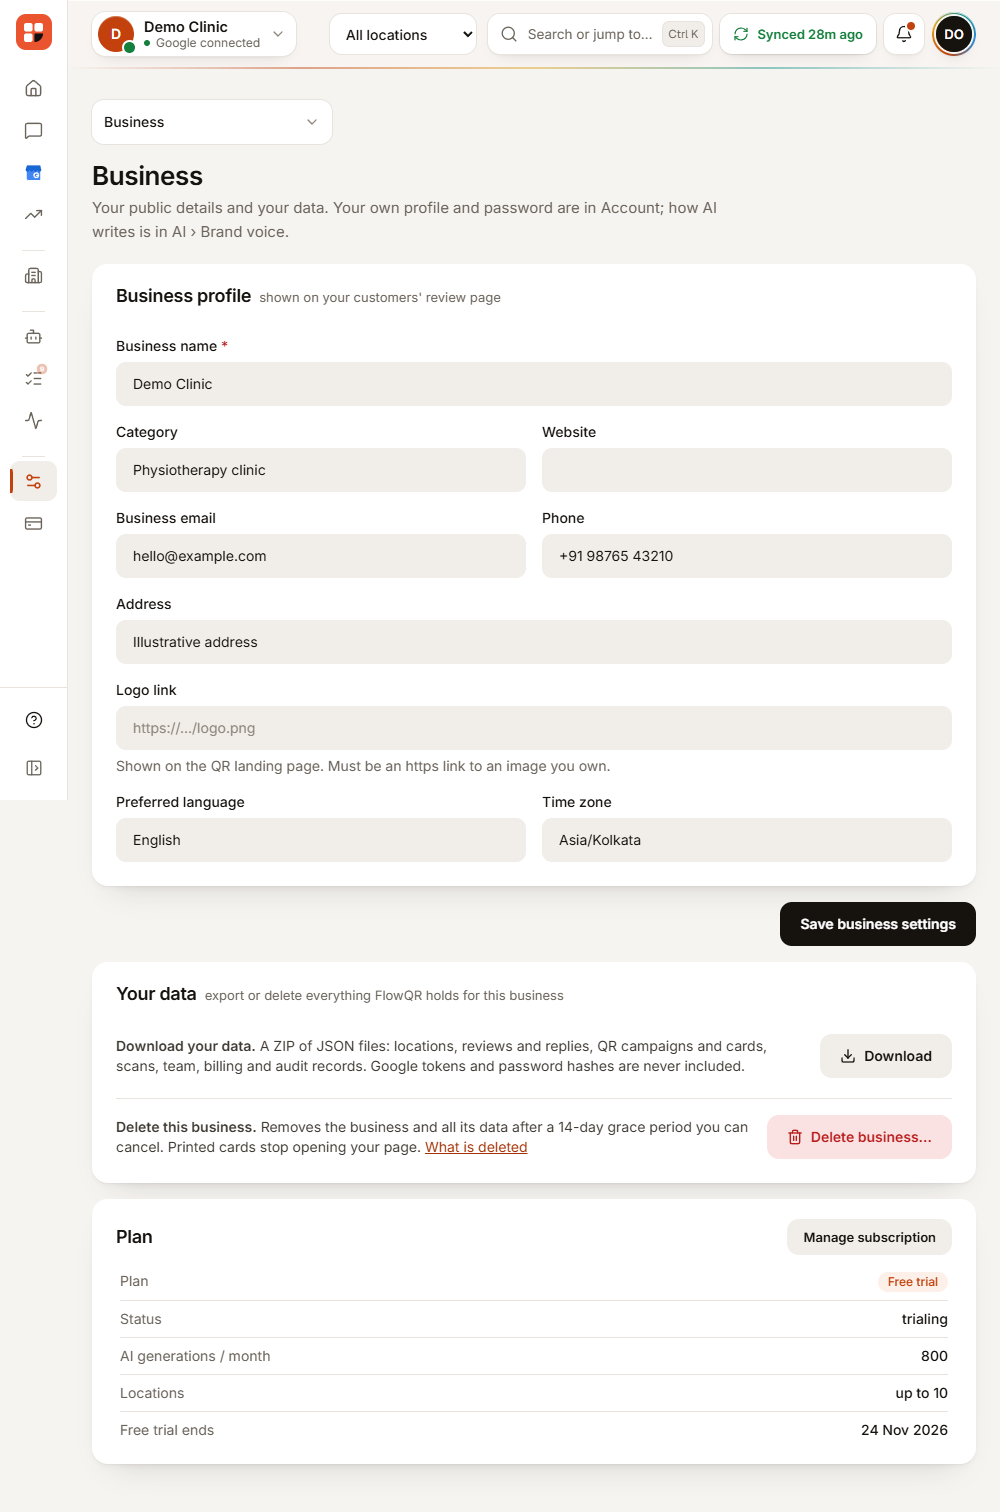 D
Demo Clinic
Google connected
All locations
Search or jump to...
Ctrl K
Synced 28m ago
DO
Business
Business
Your public details and your data. Your own profile and password are in Account; how AI
writes is in AI › Brand voice.
Business profile shown on your customers' review page
Business name *
Demo Clinic
Category
Website
Physiotherapy clinic
Business email
Phone
hello@example.com
+91 98765 43210
Address
Illustrative address
Logo link
https://.../logo.png
Shown on the QR landing page. Must be an https link to an image you own.
Preferred language
Time zone
English
Asia/Kolkata
Save business settings
Your data export or delete everything FlowQR holds for this business
Download your data. A ZIP of JSON files: locations, reviews and replies, QR campaigns and cards,
scans, team, billing and audit records. Google tokens and password hashes are never included.
Download
Delete this business. Removes the business and all its data after a 14-day grace period you can
cancel. Printed cards stop opening your page. What is deleted
Delete business...
Plan
Manage subscription
Plan
Free trial
Status
trialing
AI generations / month
800
Locations
up to 10
Free trial ends
24 Nov 2026